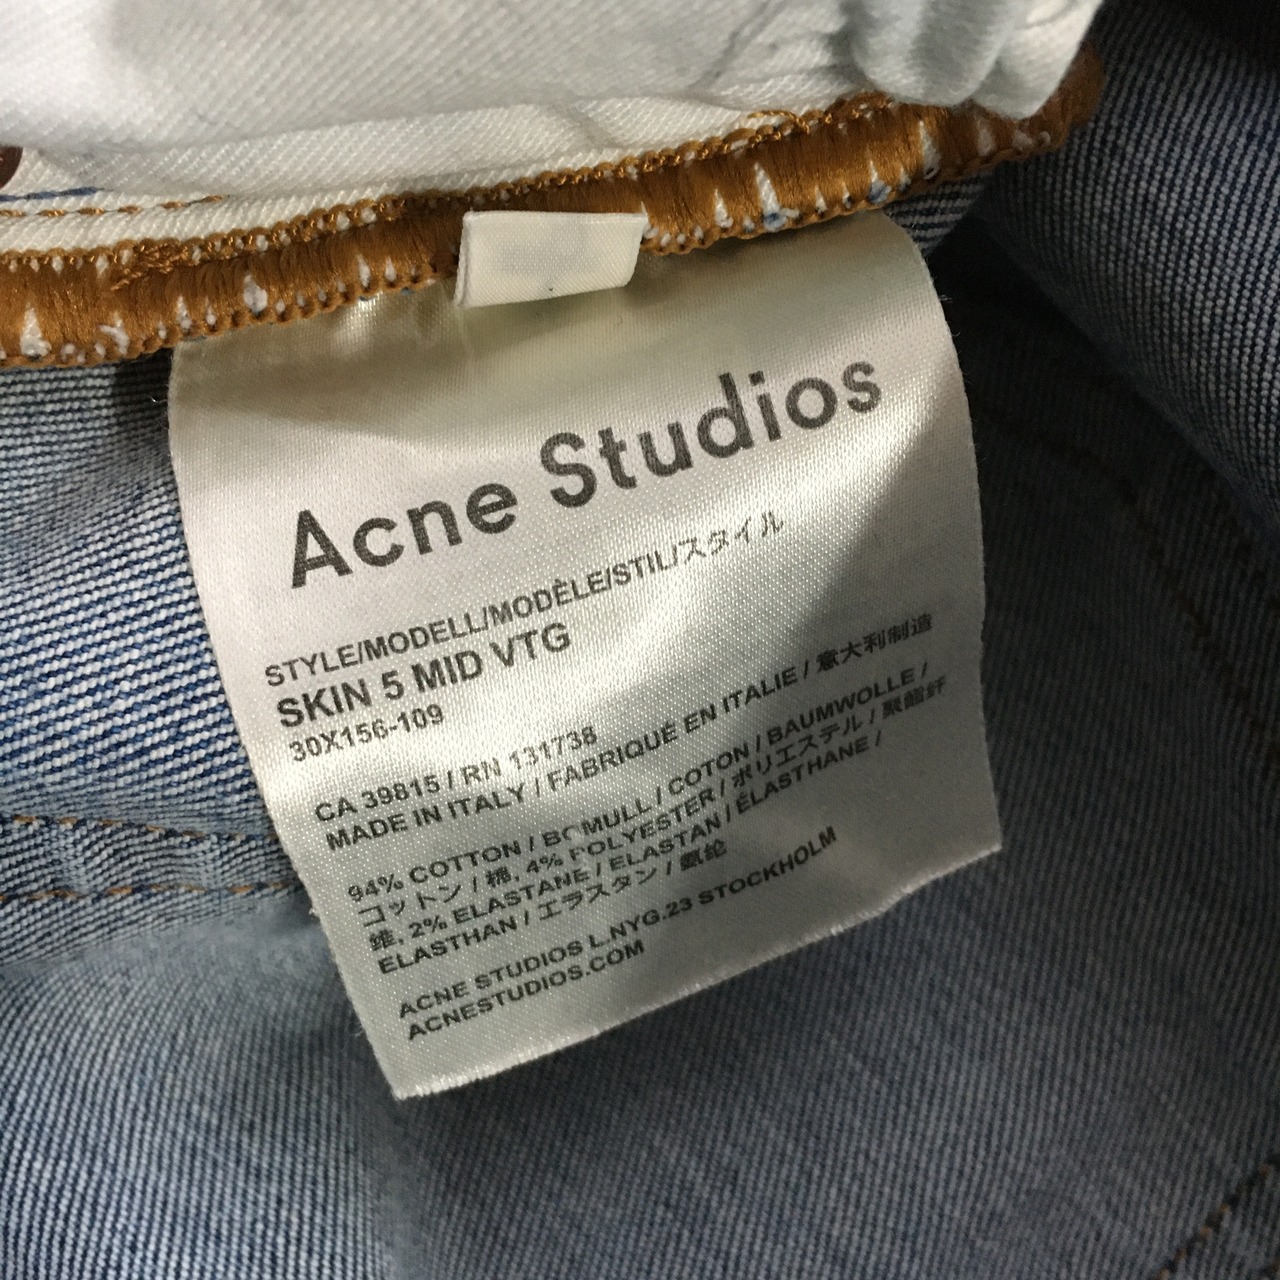 Acne Studios
STYLE/MODELL/MODÈLE/STIL/スタイル
SKIN 5 MID VTG
30X156-109
CA 39815 / RN 131738
MADE IN ITALY / FABRIQUÉ EN ITALIE / 意大利制造
94% COTTON / BOMULL / COTON / BAUMWOLLE /
コットン / 棉, 4% POLYESTER / ポリエステル / 聚酯纤
维, 2% ELASTANE / ELASTAN / ÉLASTHANE /
ELASTHAN / エラスタン / 氨纶
ACNE STUDIOS L.NYG.23 STOCKHOLM
ACNESTUDIOS.COM